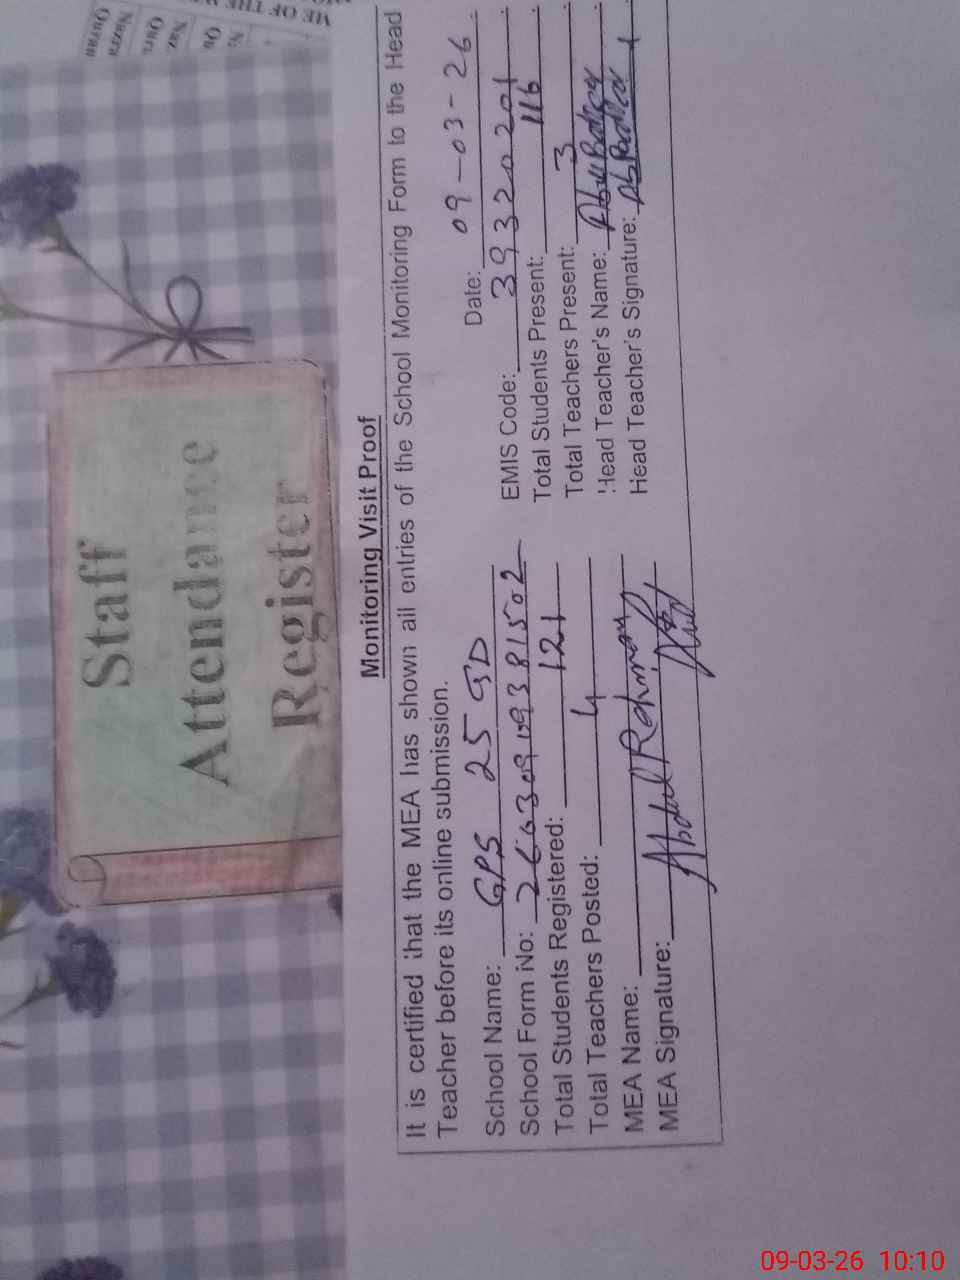 Staff
Attendance
Register
Monitoring Visit Proof
It is certified that the MEA has shown all entries of the School Monitoring Form to the Head
Teacher before its online submission.
Date: 09-03-26
School Name: GPS 25 GD EMIS Code: 39320201
School Form No:
Total Students Registered: 121 Total Students Present: 116
Total Teachers Posted: 4 Total Teachers Present: 3
MEA Name: Abdul Rehman Head Teacher's Name:
MEA Signature: Head Teacher's Signature:
09-03-26 10:10